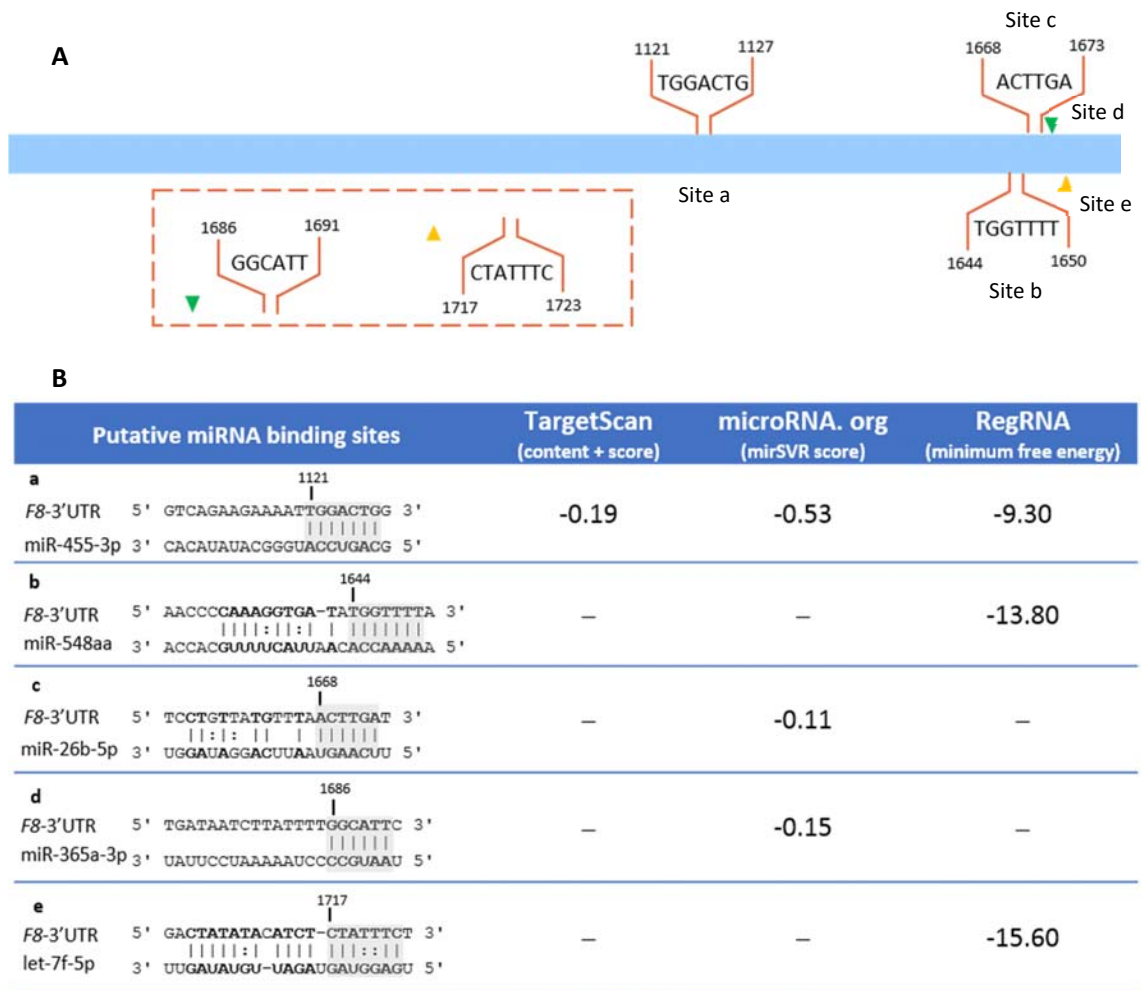 A
Site c
1121 1127 1668 1673
TGGACTG ACTTGA
Site d
Site a
Site e
1686 1691
GGCATT
CTATTTC
TGGTTTT
1717 1723
1644 1650
Site b
B
Putative miRNA binding sites TargetScan (content + score) microRNA. org (mirSVR score) RegRNA (minimum free energy)
a
1121
F8-3'UTR 5' GTCAGAAGAAAATTGGACTGG 3'
-0.19 -0.53 -9.30
miR-455-3p 3' CACAUAUACGGGUACCUGACG 5'
b
1644
F8-3'UTR 5' AACCCCAAAGGTGA-TATGGTTTTA 3'
– – -13.80
miR-548aa 3' ACCACGUUUUCAUUAACACCAAAAA 5'
c
1668
F8-3'UTR 5' TCCTGTTATGTTTAACTTGAT 3'
– -0.11 –
miR-26b-5p 3' UGGAUAGGACUUAAUGAACUU 5'
d
1686
F8-3'UTR 5' TGATAATCTTATTTTGGCATTC 3'
– -0.15 –
miR-365a-3p 3' UAUUCCUAAAAAUCCCCGUAAU 5'
e
1717
F8-3'UTR 5' GACTATATACATCT-CTATTTCT 3'
– – -15.60
let-7f-5p 3' UUGAUAUGU-UAGAUGAUGGAGU 5'